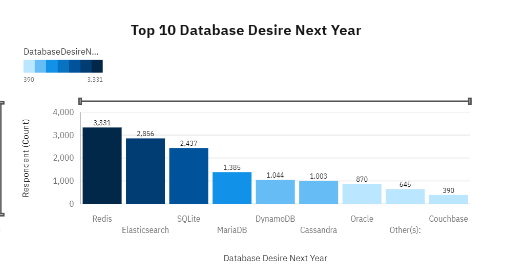 Top 10 Database Desire Next Year
DatabaseDesireN...
390
3,331
Respondent (Count)
4,000
3,000
2,000
1,000
0
3,331
2,856
2,437
1,385
1,044
1,003
870
645
390
Redis
Elasticsearch
SQLite
MariaDB
DynamoDB
Cassandra
Oracle
Other(s):
Couchbase
Database Desire Next Year